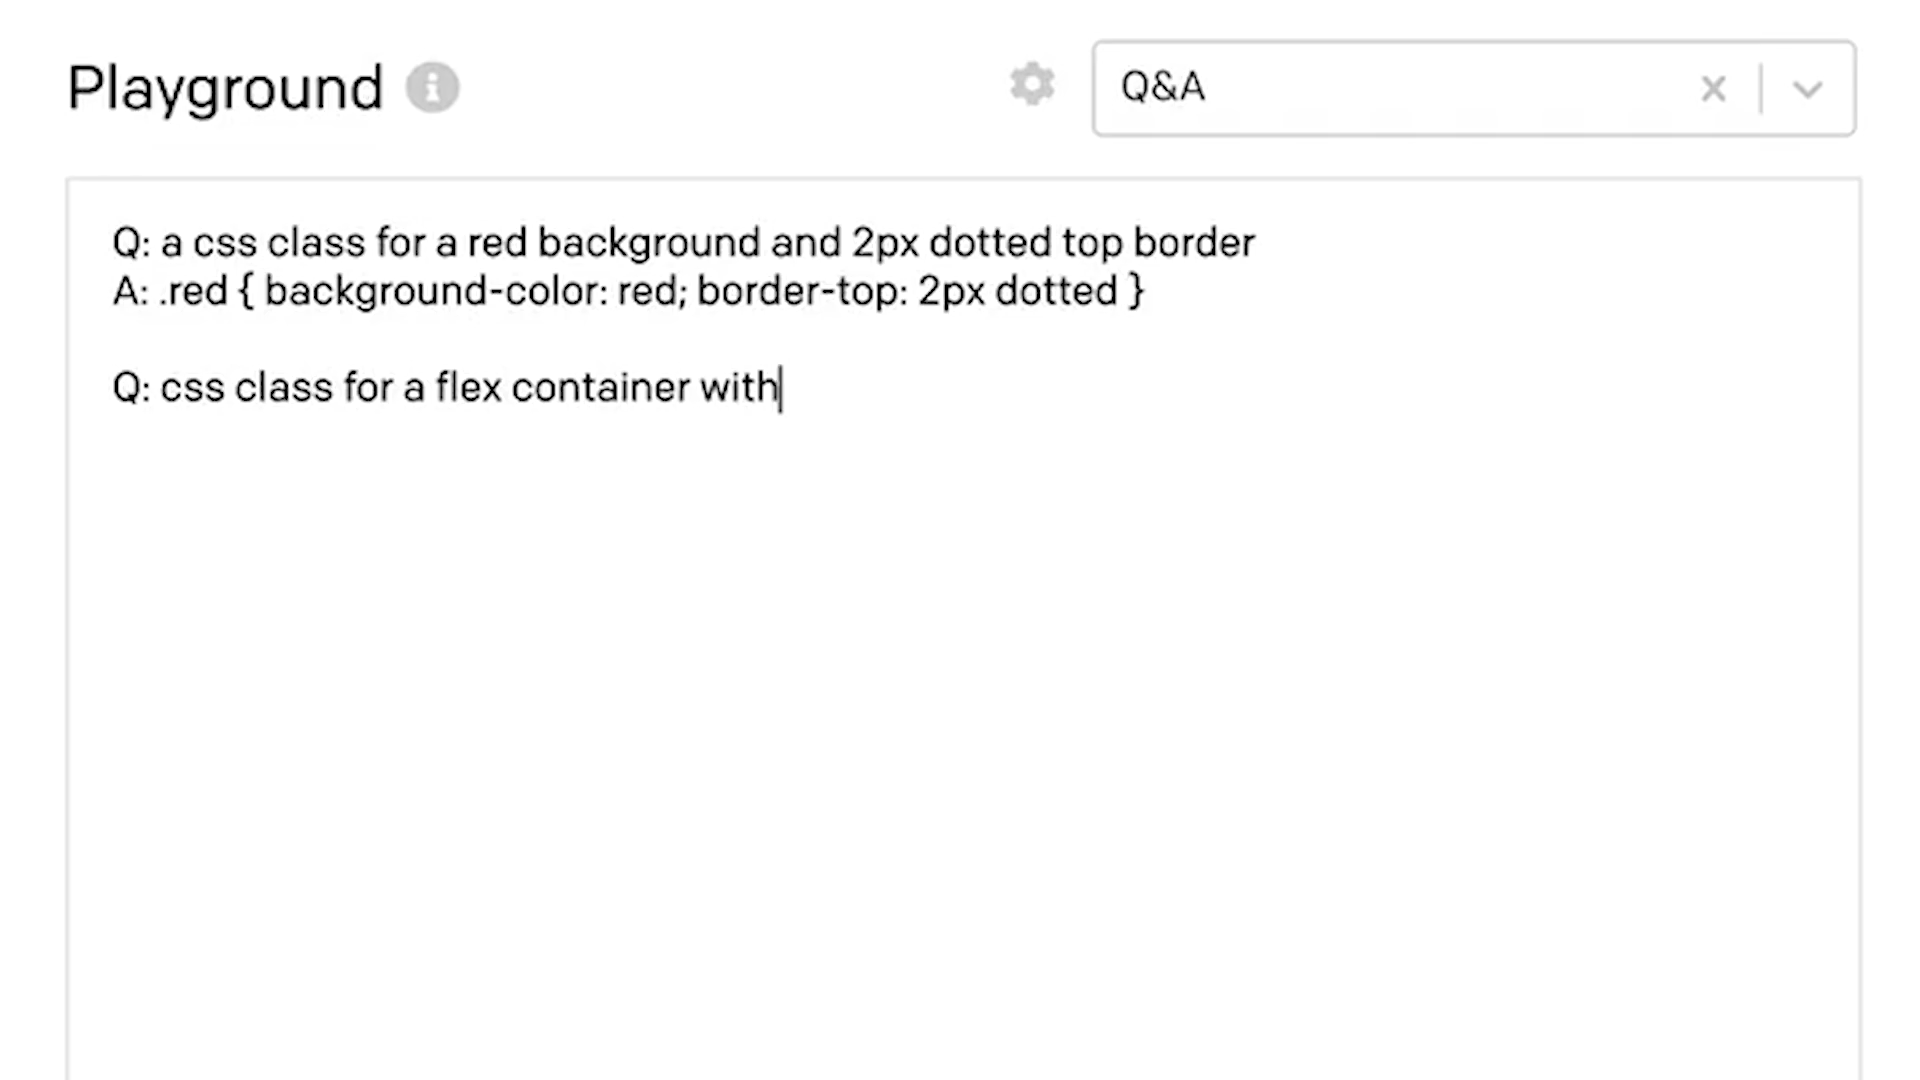 Playground
Q&A
Q: a css class for a red background and 2px dotted top border
A: .red { background-color: red; border-top: 2px dotted }
Q: css class for a flex container with